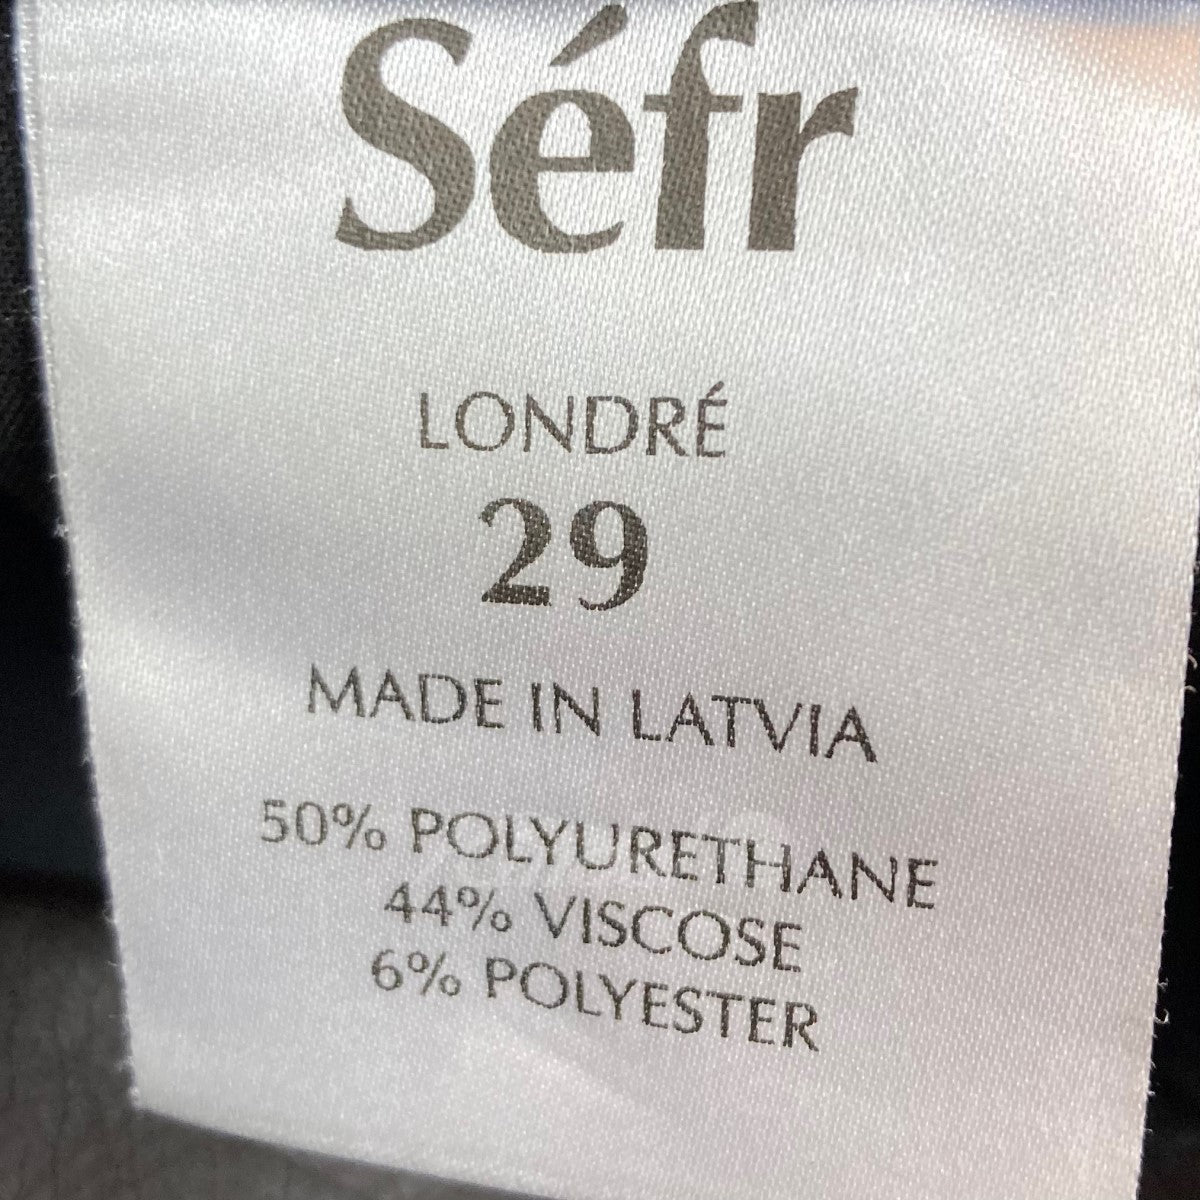 Séfr
LONDRÉ
29
MADE IN LATVIA
50% POLYURETHANE
44% VISCOSE
6% POLYESTER